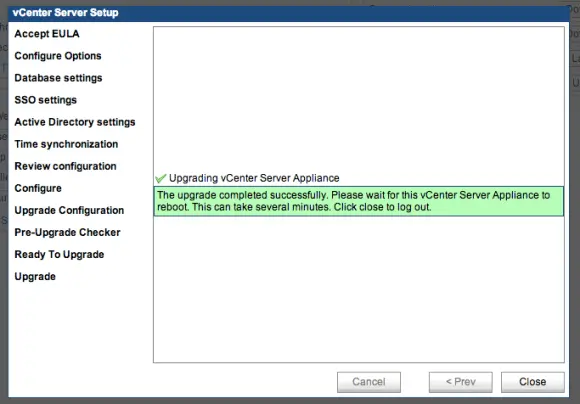 vCenter Server Setup
Accept EULA
Configure Options
Database settings
SSO settings
Active Directory settings
Time synchronization
Review configuration
Configure
Upgrade Configuration
Pre-Upgrade Checker
Ready To Upgrade
Upgrade
Upgrading vCenter Server Appliance
The upgrade completed successfully. Please wait for this vCenter Server Appliance to
reboot. This can take several minutes. Click close to log out.
Cancel
< Prev
Close